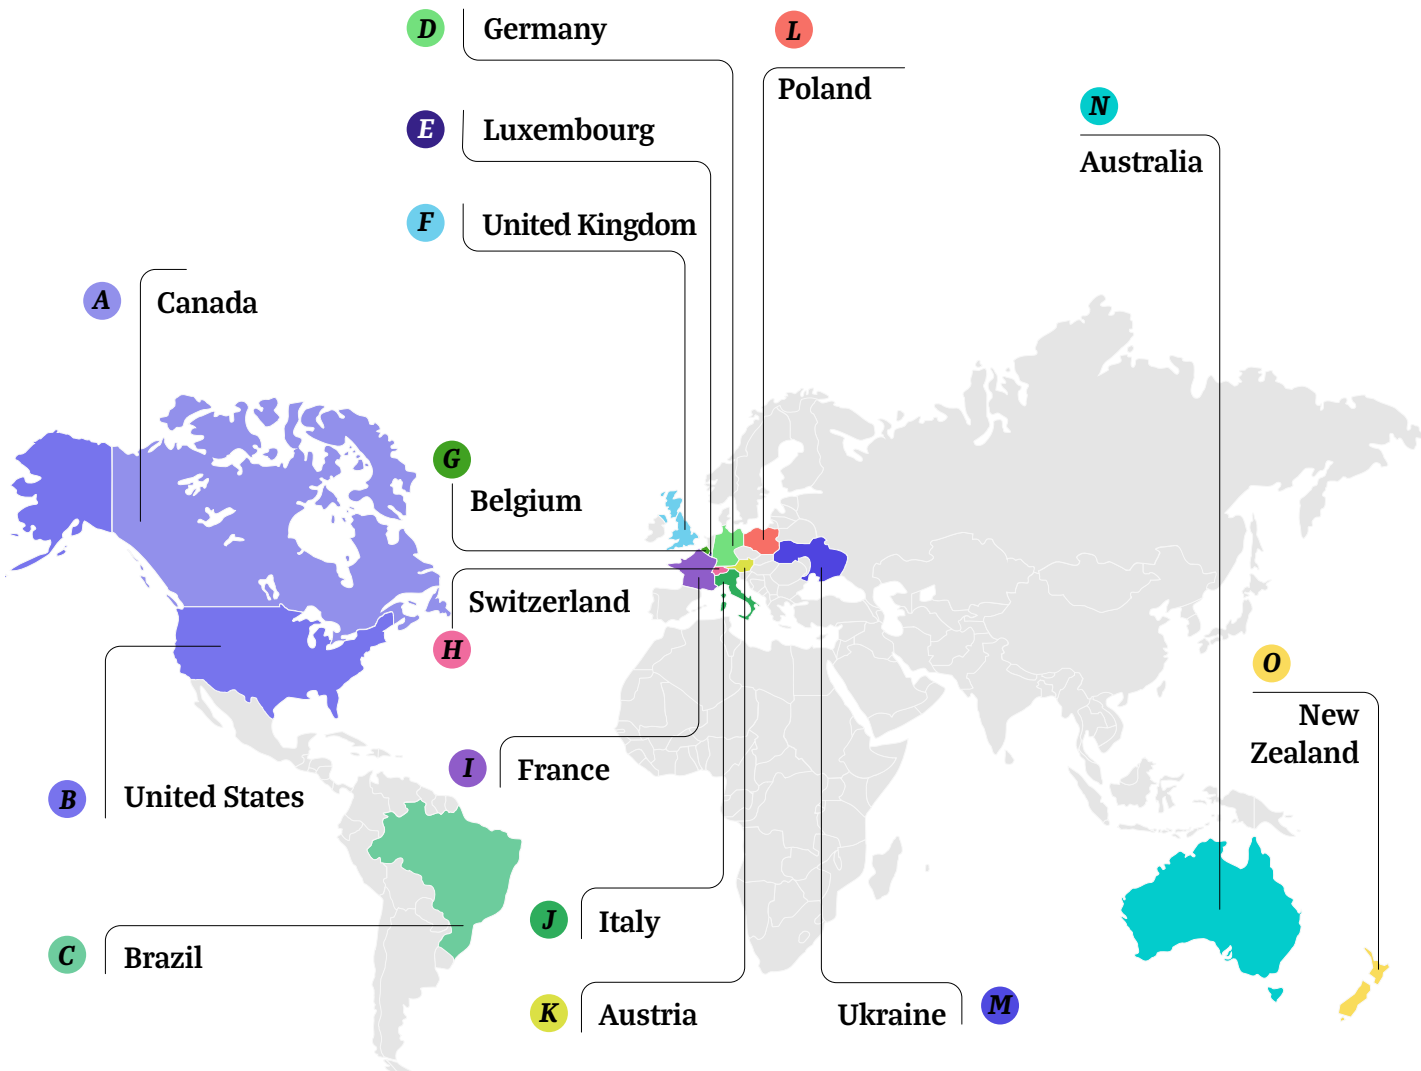 D Germany
L
Poland
E Luxembourg
N
Australia
F United Kingdom
A Canada
G
Belgium
Switzerland
H
O
New
Zealand
I France
B United States
J Italy
C Brazil
K Austria
Ukraine M